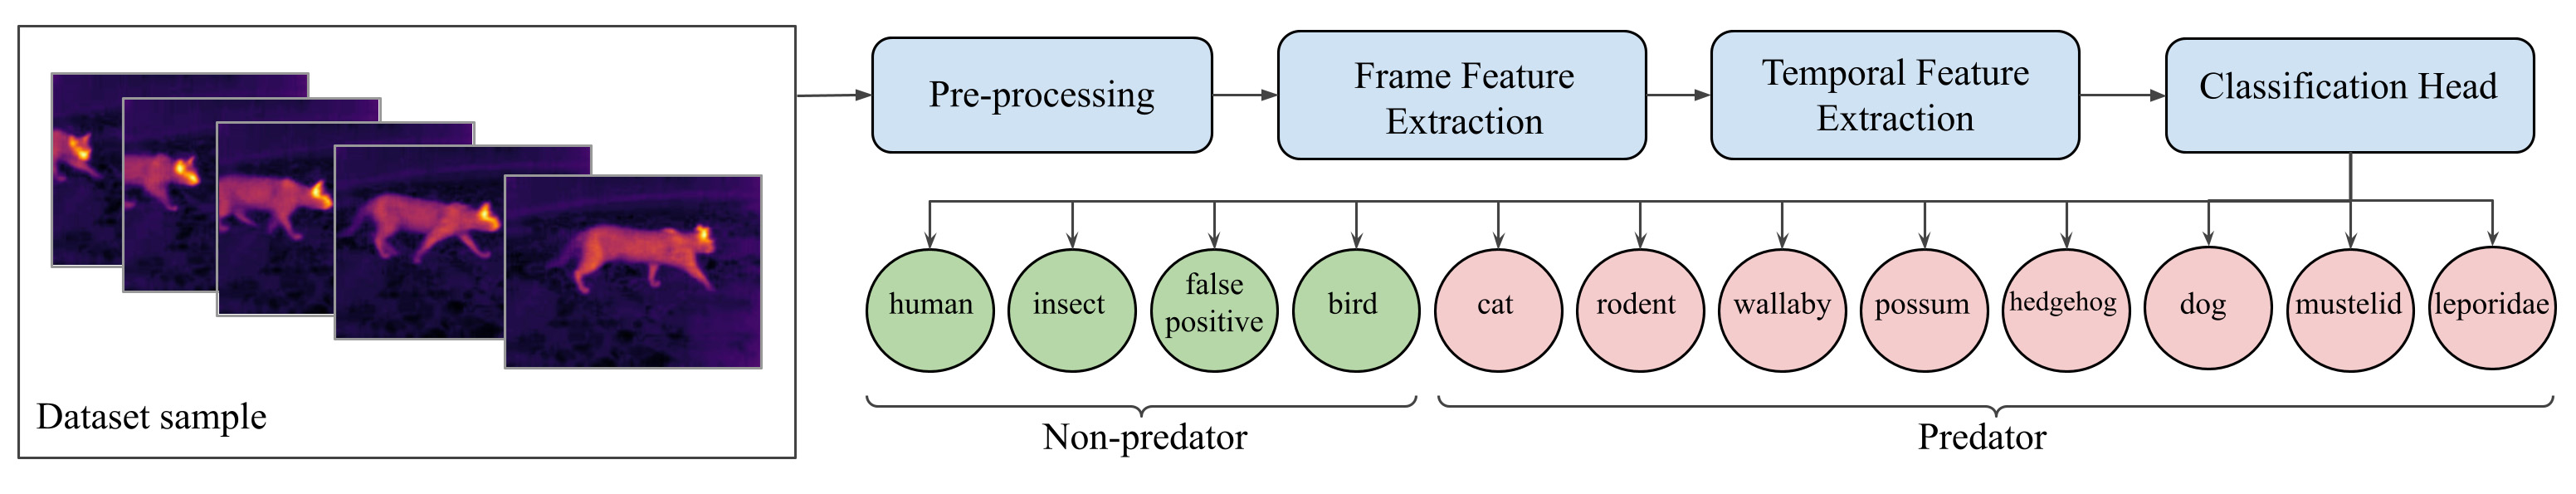 Dataset sample
Pre-processing
Frame Feature
Extraction
Temporal Feature
Extraction
Classification Head
human
insect
false
positive
bird
cat
rodent
wallaby
possum
hedgehog
dog
mustelid
leporidae
Non-predator
Predator